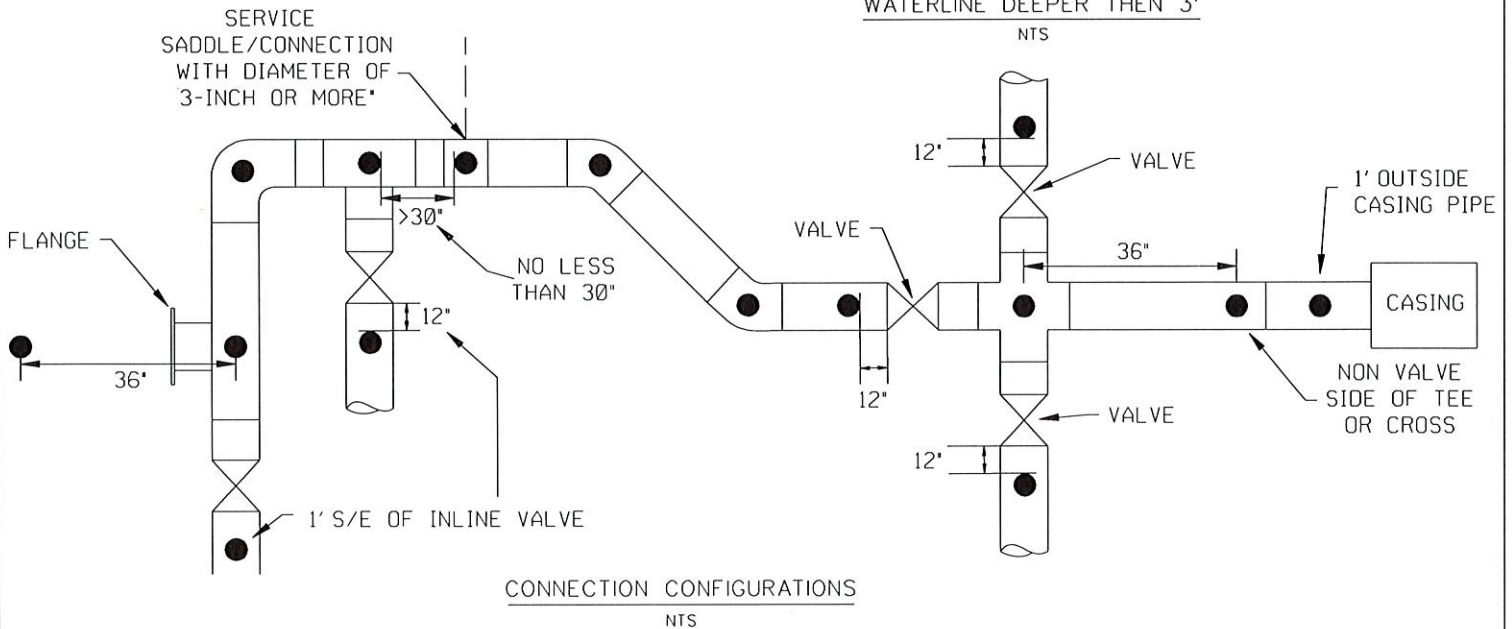 WATERLINE DEEPER THEN 3'
NTS
SERVICE
SADDLE/CONNECTION
WITH DIAMETER OF
3-INCH OR MORE"
12"
VALVE
1' OUTSIDE
CASING PIPE
>30"
FLANGE
VALVE
36"
NO LESS
THAN 30"
CASING
12"
36"
12"
NON VALVE
SIDE OF TEE
OR CROSS
VALVE
12"
1' S/E OF INLINE VALVE
CONNECTION CONFIGURATIONS
NTS